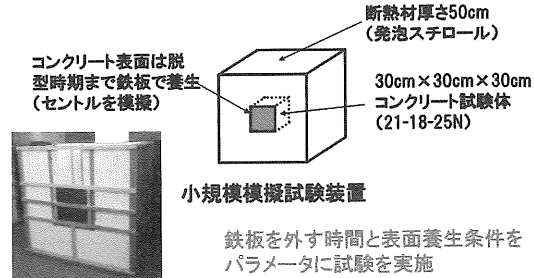 断熱材厚さ50cm
（発泡スチロール）
コンクリート表面は脱
型時期まで鉄板で養生
（セントルを模擬）
30cm×30cm×30cm
コンクリート試験体
（21-18-25N）
小規模模擬試験装置
鉄板を外す時間と表面養生条件を
パラメータに試験を実施